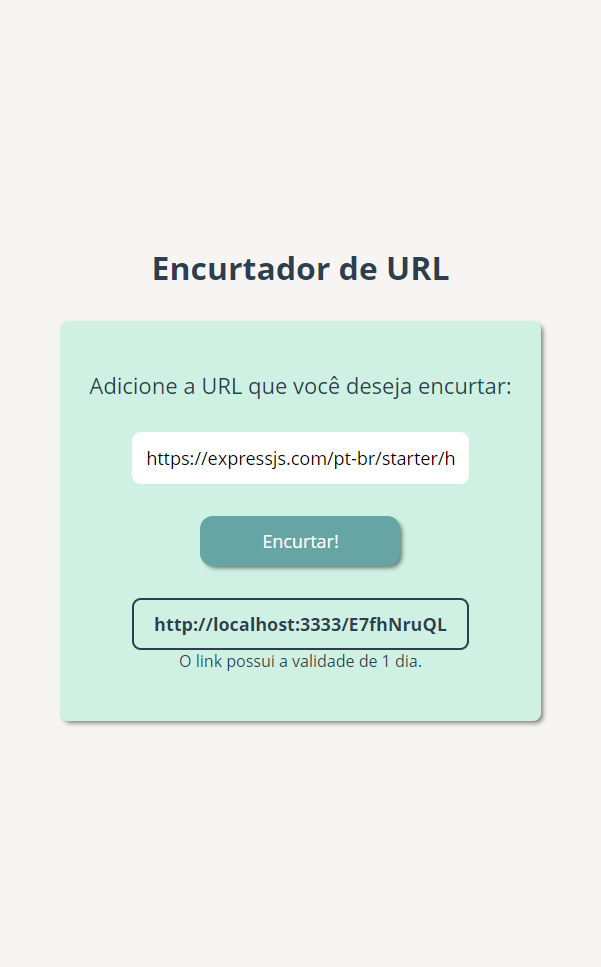 Encurtador de URL
Adicione a URL que você deseja encurtar:
https://expressjs.com/pt-br/starter/h
Encurtar!
http://localhost:3333/E7fhNruQL
O link possui a validade de 1 dia.